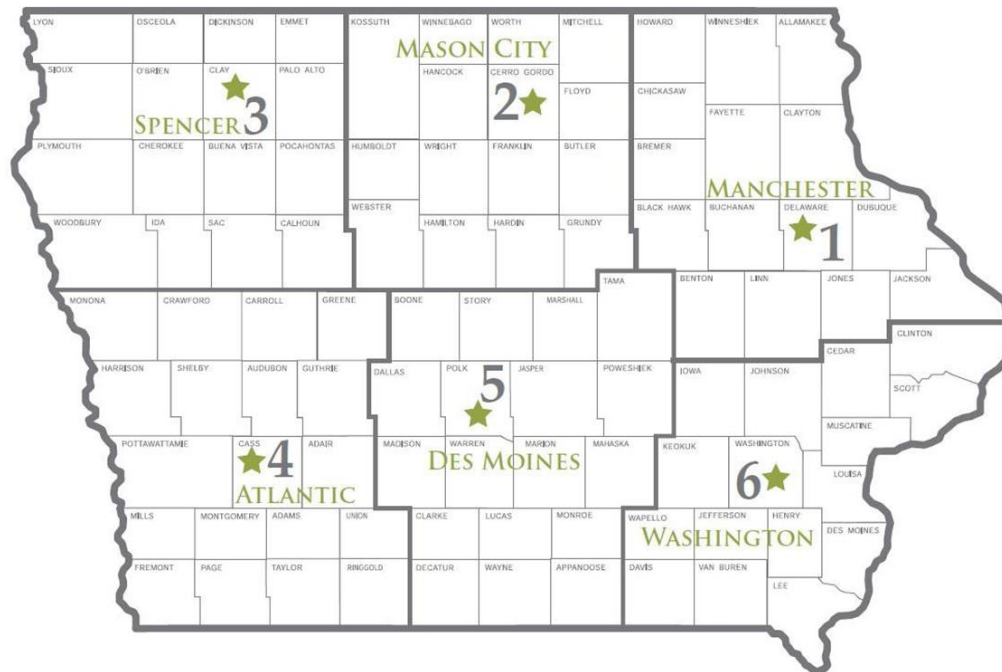 LYON OSCEOLA DICKINSON EMMET KOSSUTH WINNEBAGO WORTH MITCHELL HOWARD WINNESHIEK ALLAMAKEE
MASON CITY
SIOUX O'BRIEN CLAY PALO ALTO HANCOCK CERRO GORDO
FLOYD CHICKASAW
2
SPENCER 3
FAYETTE CLAYTON
PLYMOUTH CHEROKEE BUENA VISTA POCAHONTAS HUMBOLDT WRIGHT FRANKLIN BUTLER BREMER
MANCHESTER
WEBSTER BLACK HAWK BUCHANAN DELAWARE DUBUQUE
WOODBURY IDA SAC CALHOUN HAMILTON HARDIN GRUNDY
1
TAMA BENTON LINN JONES JACKSON
MONONA CRAWFORD CARROLL GREENE BOONE STORY MARSHALL
CLINTON
CEDAR
HARRISON SHELBY AUDUBON GUTHRIE DALLAS POLK JASPER POWESHIEK IOWA JOHNSON
5
SCOTT
MUSCATINE
POTTAWATTAMIE CASS ADAIR MADISON WARREN MARION MAHASKA KEOKUK WASHINGTON
4 DES MOINES
LOUISA
6
ATLANTIC
MILLS MONTGOMERY ADAMS UNION CLARKE LUCAS MONROE WAPELLO JEFFERSON HENRY
DES MOINES
WASHINGTON
FREMONT PAGE TAYLOR RINGGOLD DECATUR WAYNE APPANOOSE DAVIS VAN BUREN
LEE